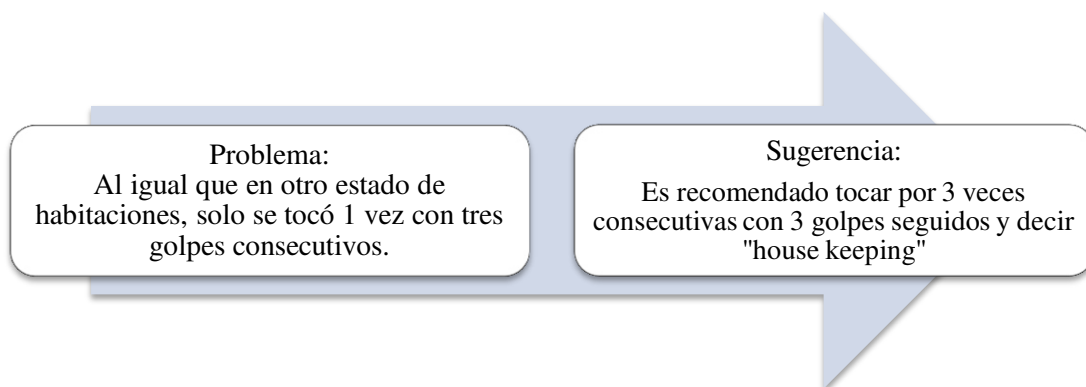 Problema:
Al igual que en otro estado de
habitaciones, solo se tocó 1 vez con tres
golpes consecutivos.
Sugerencia:
Es recomendado tocar por 3 veces
consecutivas con 3 golpes seguidos y decir
"house keeping"